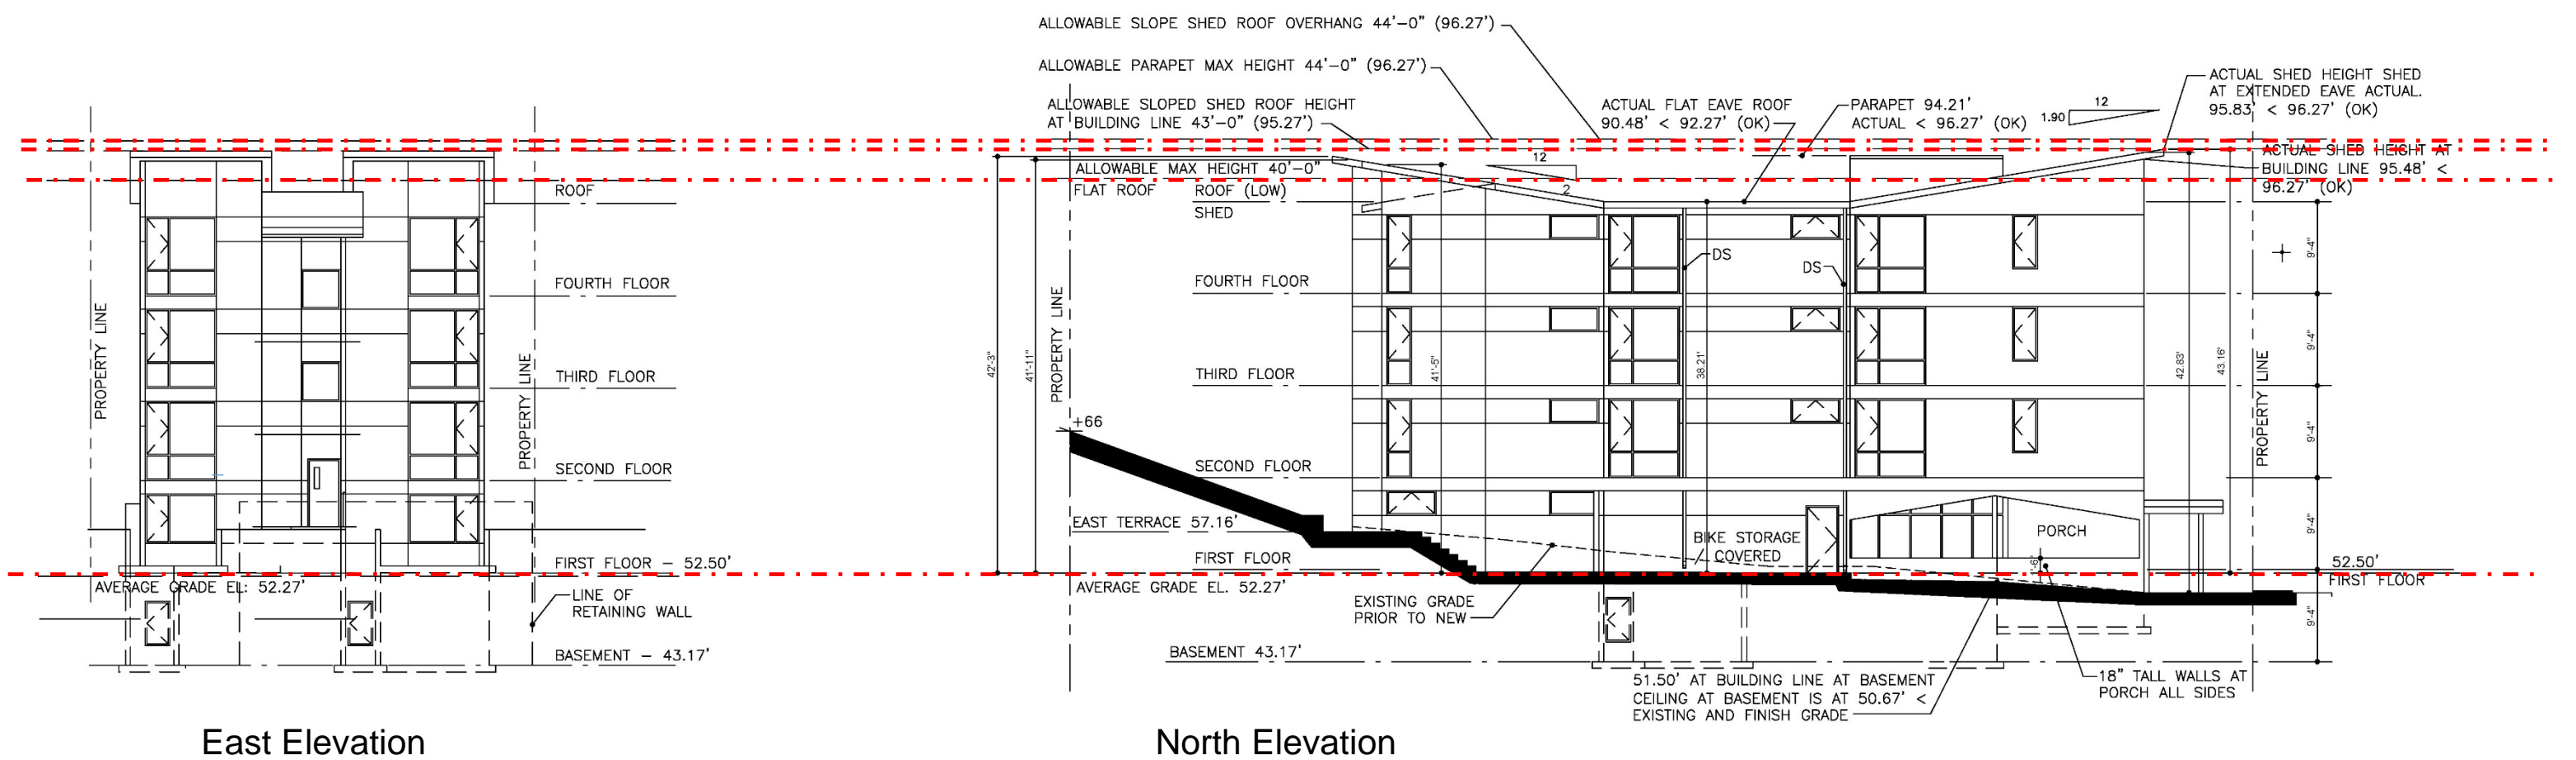 ALLOWABLE SLOPE SHED ROOF OVERHANG 44'-0" (96.27')
ALLOWABLE PARAPET MAX HEIGHT 44'-0" (96.27')
ALLOWABLE SLOPED SHED ROOF HEIGHT
AT BUILDING LINE 43'-0" (95.27')
ACTUAL FLAT EAVE ROOF
90.48' < 92.27' (OK)
PARAPET 94.21'
ACTUAL < 96.27' (OK)
12
1.90
ACTUAL SHED HEIGHT SHED
AT EXTENDED EAVE ACTUAL.
95.83' < 96.27' (OK)
ACTUAL SHED HEIGHT AT
BUILDING LINE 95.48' <
96.27' (OK)
ALLOWABLE MAX HEIGHT 40'-0"
FLAT ROOF
ROOF (LOW)
SHED
12
2
ROOF
FOURTH FLOOR
THIRD FLOOR
SECOND FLOOR
FIRST FLOOR - 52.50'
AVERAGE GRADE EL: 52.27'
LINE OF
RETAINING WALL
BASEMENT - 43.17'
PROPERTY LINE
PROPERTY LINE
East Elevation
42'-3"
41'-11"
PROPERTY LINE
+66
FOURTH FLOOR
THIRD FLOOR
SECOND FLOOR
EAST TERRACE 57.16'
FIRST FLOOR
AVERAGE GRADE EL. 52.27'
BASEMENT 43.17'
41'-5"
38.21'
DS
DS
42.83'
43.16'
PROPERTY LINE
9'-4"
9'-4"
9'-4"
9'-4"
9'-4"
BIKE STORAGE
COVERED
PORCH
52.50'
FIRST FLOOR
EXISTING GRADE
PRIOR TO NEW
51.50' AT BUILDING LINE AT BASEMENT
CEILING AT BASEMENT IS AT 50.67' <
EXISTING AND FINISH GRADE
18" TALL WALLS AT
PORCH ALL SIDES
North Elevation